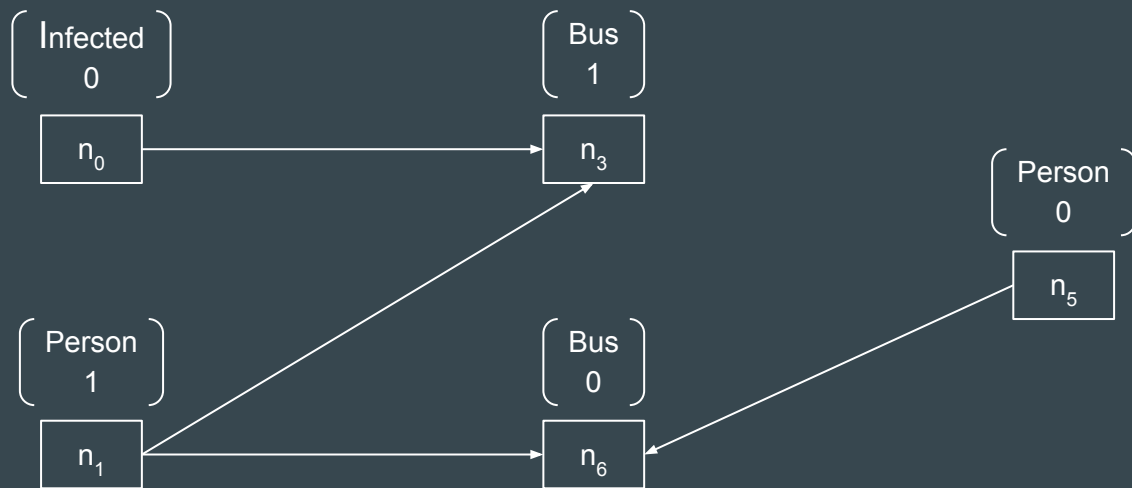 Infected
0
n₀
Bus
1
n₃
Person
0
n₅
Person
1
n₁
Bus
0
n₆